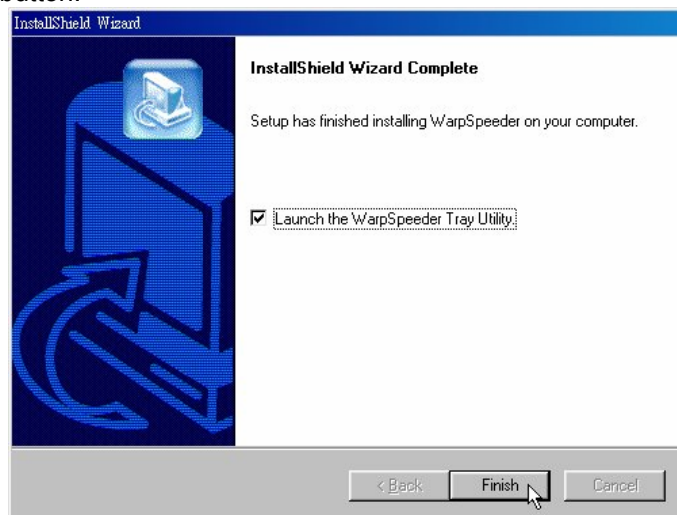 button.
InstallShield Wizard
InstallShield Wizard Complete
Setup has finished installing WarpSpeeder on your computer.
Launch the WarpSpeeder Tray Utility.
< Back
Finish
Cancel